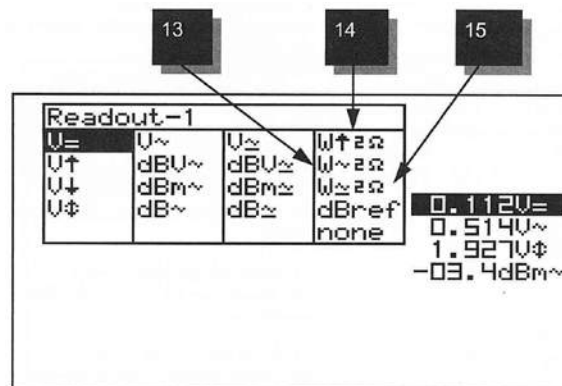 13 14 15
Readout-1
V= V~ V≃ W↑2Ω
V↑ dBV~ dBV≃ W~2Ω
V↓ dBm~ dBm≃ W≃2Ω
V⇕ dB~ dB≃ dBref
none
0.112V=
0.514V~
1.927V⇕
-03.4dBm~